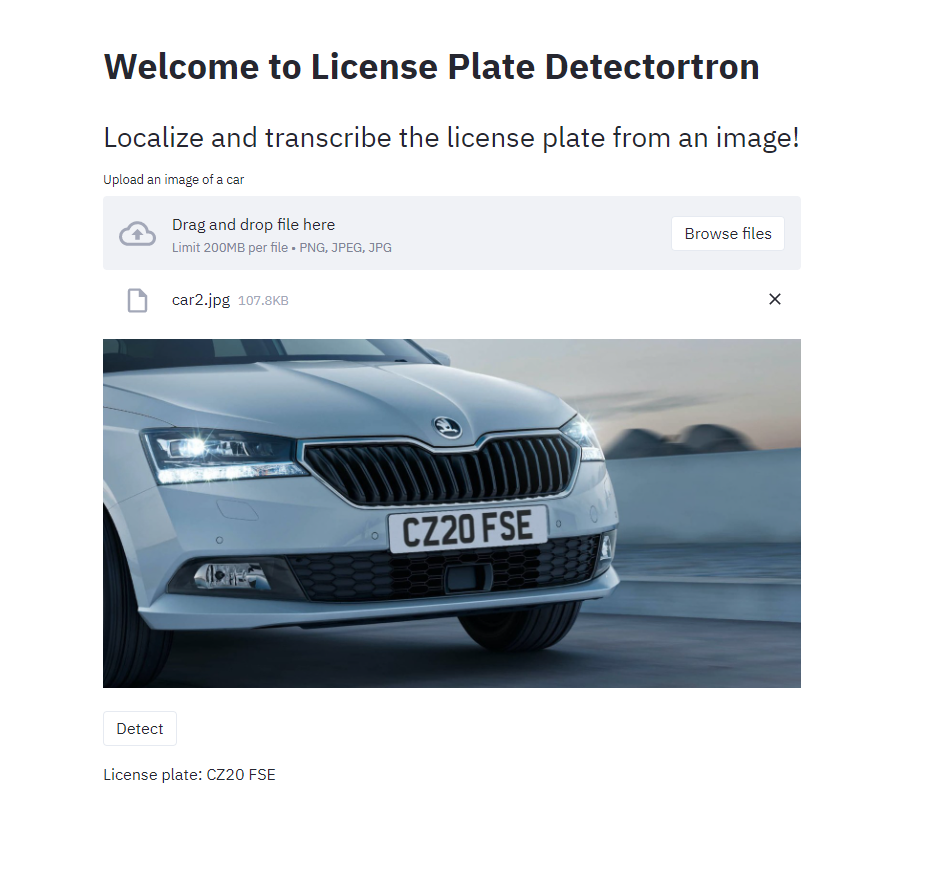 Welcome to License Plate Detectortron
Localize and transcribe the license plate from an image!
Upload an image of a car
Drag and drop file here
Limit 200MB per file • PNG, JPEG, JPG
Browse files
car2.jpg 107.8KB
CZ20 FSE
Detect
License plate: CZ20 FSE